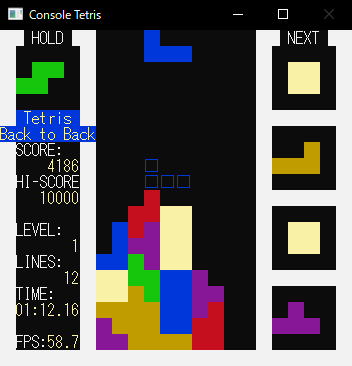 Console Tetris
HOLD
NEXT
Tetris
Back to Back
SCORE:
4186
HI-SCORE
10000
LEVEL:
1
LINES:
12
TIME:
01:12.16
FPS:58.7